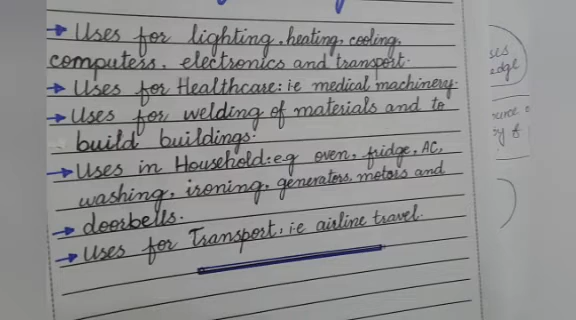 → Uses for lighting, heating, cooling,
computers, electronics and transport.
→ Uses for Healthcare: ie medical machinery.
→ Uses for welding of materials and to
build buildings.
→ Uses in Household: e.g oven, fridge, AC,
washing, ironing, generators, motors and
→ doorbells.
→ Uses for Transport: ie airline travel.